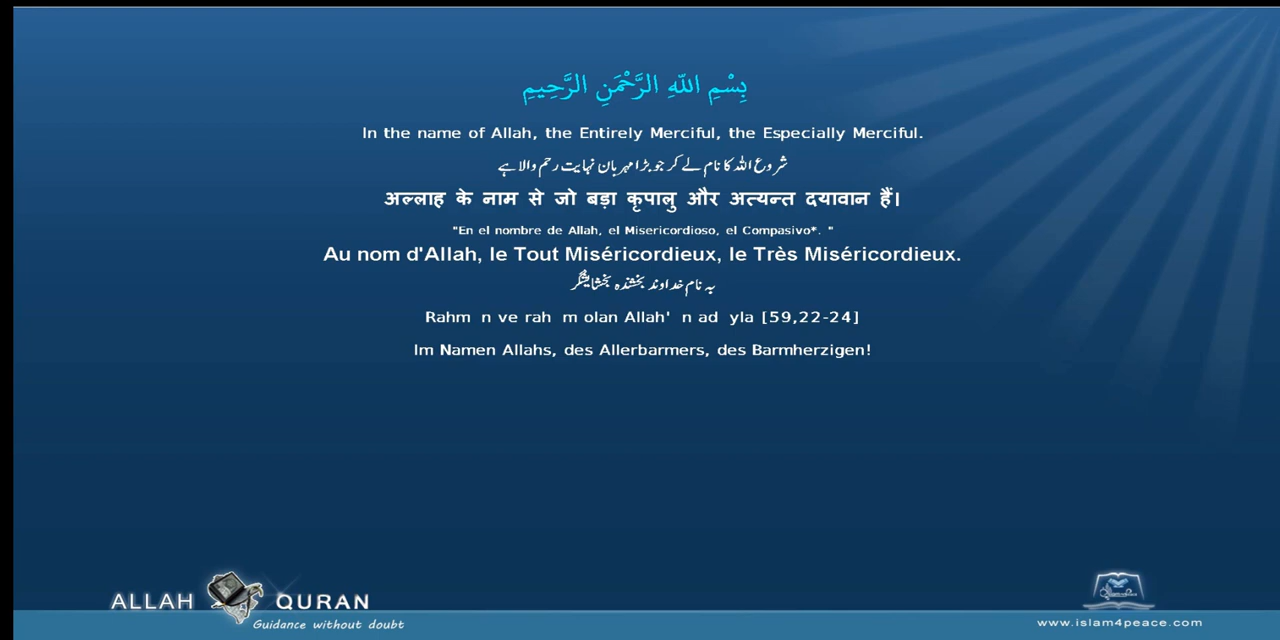 بِسْمِ اللَّهِ الرَّحْمَنِ الرَّحِيمِ
In the name of Allah, the Entirely Merciful, the Especially Merciful.
شروع اللہ کا نام لے کر جو بڑا مہربان نہایت رحم والا ہے
अल्लाह के नाम से जो बड़ा कृपालु और अत्यन्त दयावान हैं।
"En el nombre de Allah, el Misericordioso, el Compasivo*. "
Au nom d'Allah, le Tout Miséricordieux, le Très Miséricordieux.
به نام خداوند بخشنده بخشایشگر
Rahm n ve rah m olan Allah' n ad yla [59,22-24]
Im Namen Allahs, des Allerbarmers, des Barmherzigen!
ALLAH QURAN
Guidance without doubt
www.islam4peace.com